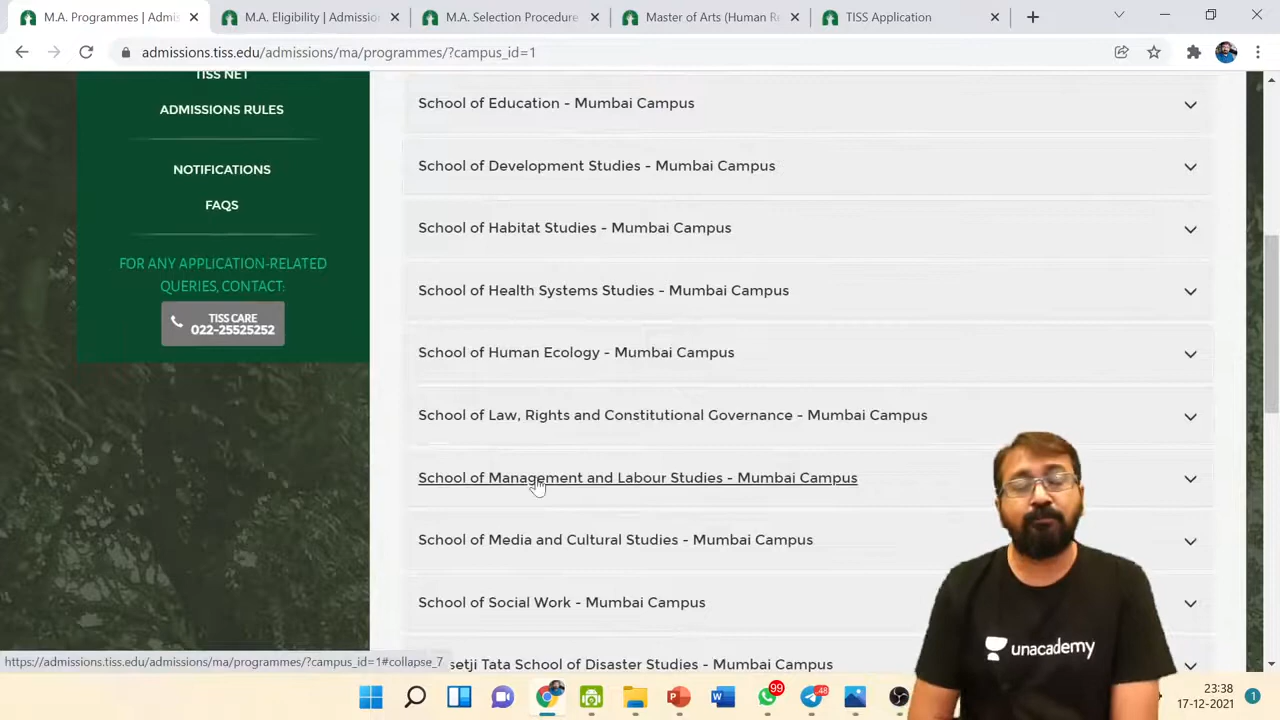 M.A. Programmes | Admis
M.A. Eligibility | Admission
M.A. Selection Procedure
Master of Arts (Human Re
TISS Application
admissions.tiss.edu/admissions/ma/programmes/?campus_id=1
TISS NET
ADMISSIONS RULES
NOTIFICATIONS
FAQS
FOR ANY APPLICATION-RELATED
QUERIES, CONTACT:
TISS CARE
022-25525252
School of Education - Mumbai Campus
School of Development Studies - Mumbai Campus
School of Habitat Studies - Mumbai Campus
School of Health Systems Studies - Mumbai Campus
School of Human Ecology - Mumbai Campus
School of Law, Rights and Constitutional Governance - Mumbai Campus
School of Management and Labour Studies - Mumbai Campus
School of Media and Cultural Studies - Mumbai Campus
School of Social Work - Mumbai Campus
setji Tata School of Disaster Studies - Mumbai Campus
https://admissions.tiss.edu/admissions/ma/programmes/?campus_id=1#collapse_7
unacademy
99
48
23:38
17-12-2021
1